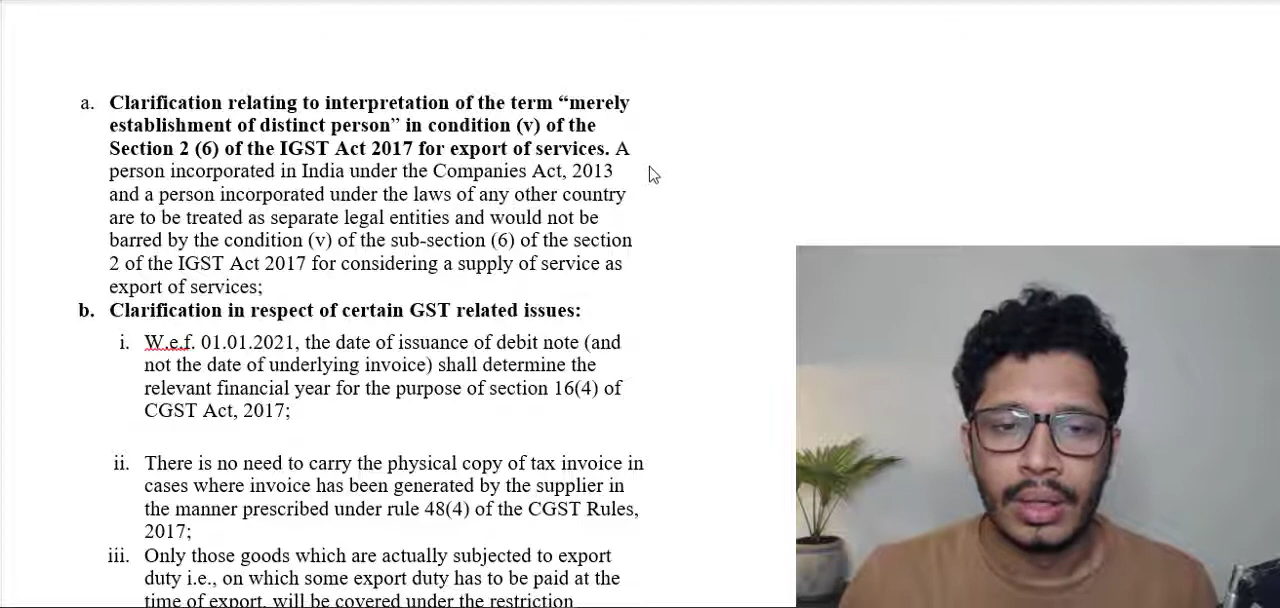 a. Clarification relating to interpretation of the term “merely
establishment of distinct person” in condition (v) of the
Section 2 (6) of the IGST Act 2017 for export of services. A
person incorporated in India under the Companies Act, 2013
and a person incorporated under the laws of any other country
are to be treated as separate legal entities and would not be
barred by the condition (v) of the sub-section (6) of the section
2 of the IGST Act 2017 for considering a supply of service as
export of services;
b. Clarification in respect of certain GST related issues:
i. W.e.f. 01.01.2021, the date of issuance of debit note (and
not the date of underlying invoice) shall determine the
relevant financial year for the purpose of section 16(4) of
CGST Act, 2017;
ii. There is no need to carry the physical copy of tax invoice in
cases where invoice has been generated by the supplier in
the manner prescribed under rule 48(4) of the CGST Rules,
2017;
iii. Only those goods which are actually subjected to export
duty i.e., on which some export duty has to be paid at the
time of export, will be covered under the restriction